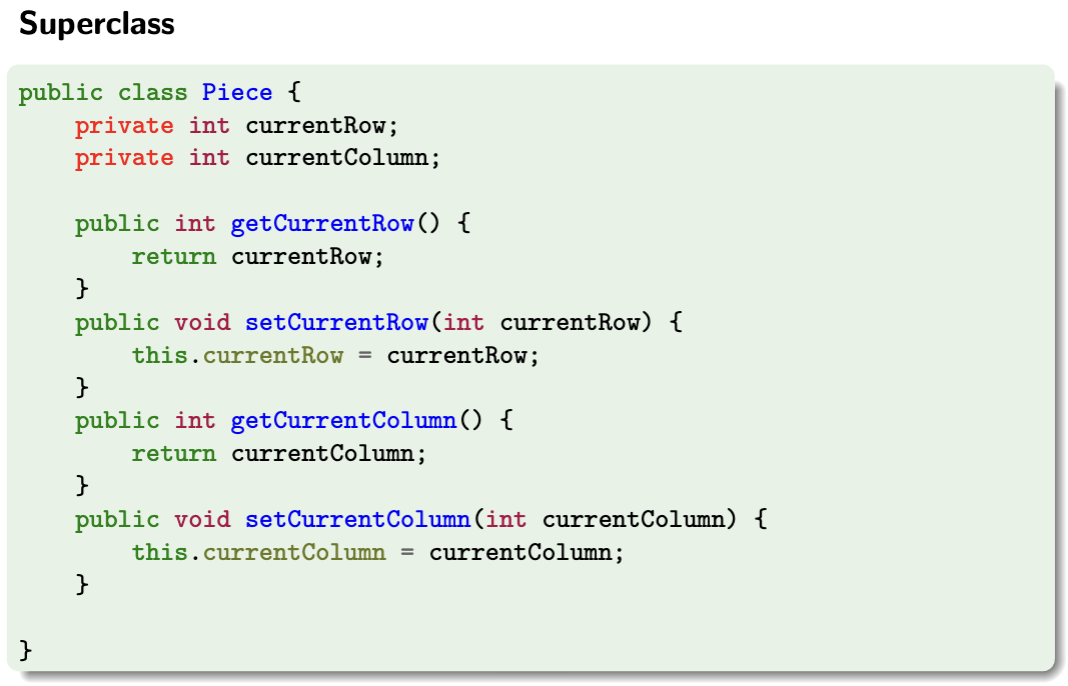 Superclass
public class Piece {
    private int currentRow;
    private int currentColumn;

    public int getCurrentRow() {
        return currentRow;
    }
    public void setCurrentRow(int currentRow) {
        this.currentRow = currentRow;
    }
    public int getCurrentColumn() {
        return currentColumn;
    }
    public void setCurrentColumn(int currentColumn) {
        this.currentColumn = currentColumn;
    }

}